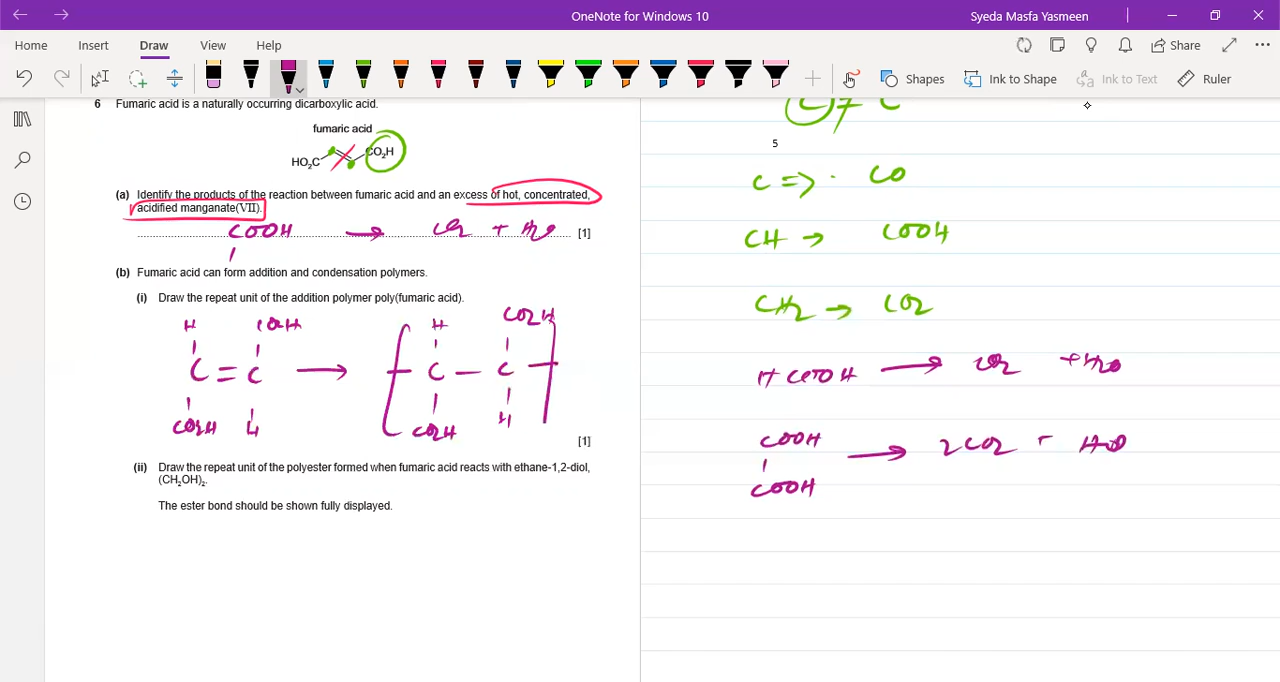 OneNote for Windows 10
Syeda Masfa Yasmeen
Home Insert Draw View Help
Share
Shapes Ink to Shape Ink to Text Ruler
6 Fumaric acid is a naturally occurring dicarboxylic acid.
fumaric acid
HO₂C CO₂H
(a) Identify the products of the reaction between fumaric acid and an excess of hot, concentrated,
acidified manganate(VII).
COOH → CO2 + H2O [1]
(b) Fumaric acid can form addition and condensation polymers.
(i) Draw the repeat unit of the addition polymer poly(fumaric acid).
H CO2H H CO2H
C = C → C – C
CO2H H CO2H H
[1]
(ii) Draw the repeat unit of the polyester formed when fumaric acid reacts with ethane-1,2-diol,
(CH₂OH)₂.
The ester bond should be shown fully displayed.
5
C => CO
CH → COOH
CH2 → CO2
HCOOH → CO2 + H2O
COOH → 2CO2 + H2O
COOH